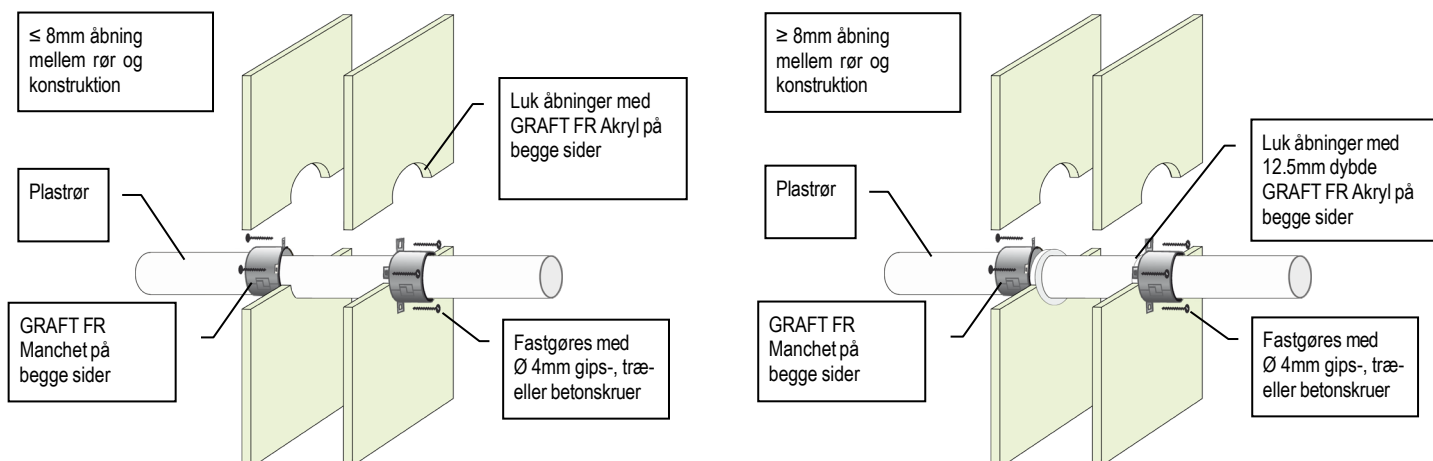 ≤ 8mm åbning
mellem rør og
konstruktion
Luk åbninger med
GRAFT FR Akryl på
begge sider
Plastrør
GRAFT FR
Manchet på
begge sider
Fastgøres med
Ø 4mm gips-, træ-
eller betonskruer
≥ 8mm åbning
mellem rør og
konstruktion
Luk åbninger med
12.5mm dybde
GRAFT FR Akryl på
begge sider
Plastrør
GRAFT FR
Manchet på
begge sider
Fastgøres med
Ø 4mm gips-, træ-
eller betonskruer